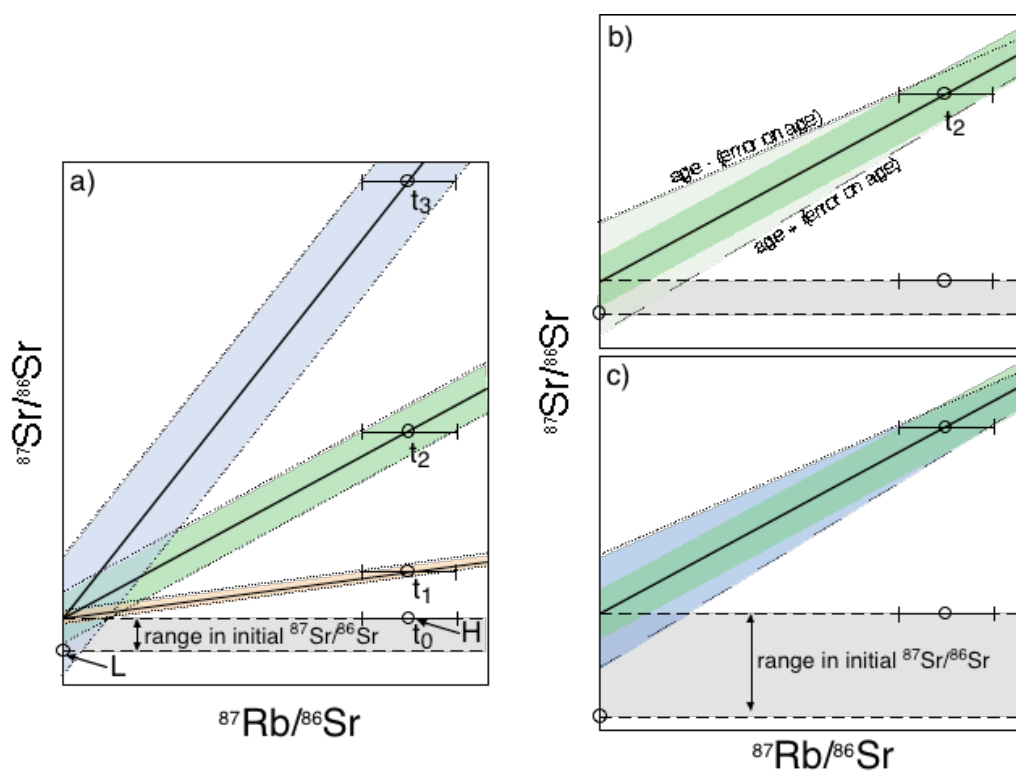 a)
t₃
t₂
t₁
H
range in initial ⁸⁷Sr/⁸⁶Sr
t₀
L
⁸⁷Sr/⁸⁶Sr
⁸⁷Rb/⁸⁶Sr
b)
t₂
age - (error on age)
age + (error on age)
⁸⁷Sr/⁸⁶Sr
c)
range in initial ⁸⁷Sr/⁸⁶Sr
⁸⁷Rb/⁸⁶Sr